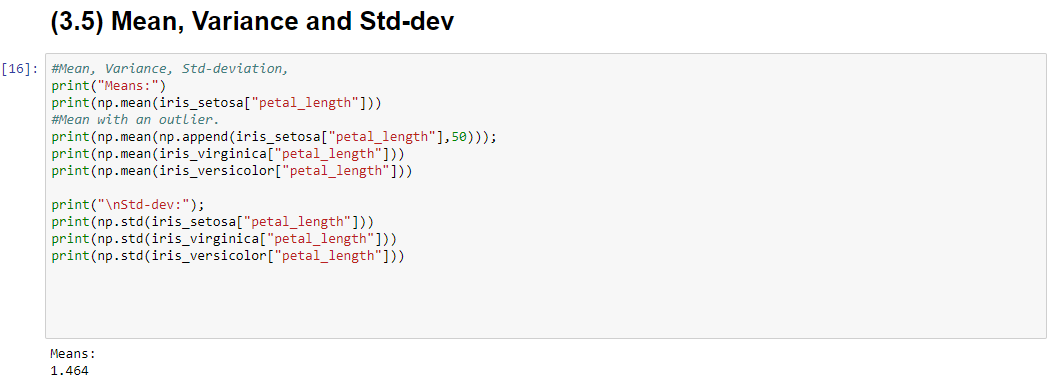 (3.5) Mean, Variance and Std-dev
[16]: #Mean, Variance, Std-deviation,
print("Means:")
print(np.mean(iris_setosa["petal_length"]))
#Mean with an outlier.
print(np.mean(np.append(iris_setosa["petal_length"],50)));
print(np.mean(iris_virginica["petal_length"]))
print(np.mean(iris_versicolor["petal_length"]))
print("\nStd-dev:");
print(np.std(iris_setosa["petal_length"]))
print(np.std(iris_virginica["petal_length"]))
print(np.std(iris_versicolor["petal_length"]))
Means:
1.464